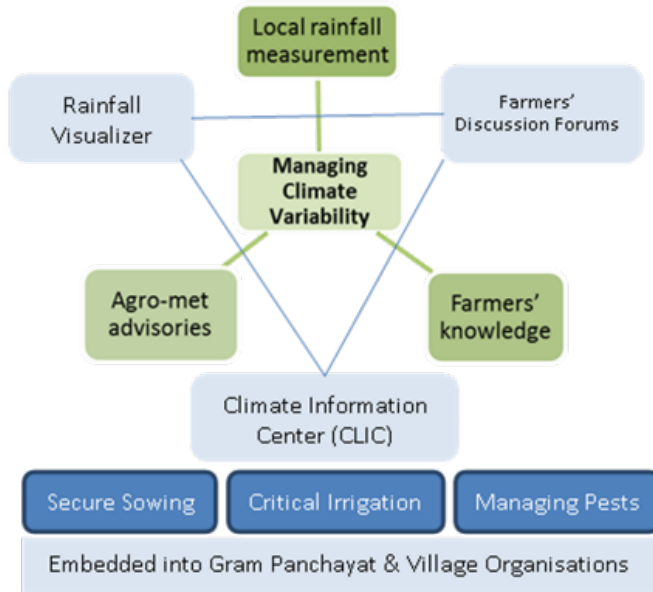 Local rainfall
measurement
Rainfall
Visualizer
Farmers'
Discussion Forums
Managing
Climate
Variability
Agro-met
advisories
Farmers'
knowledge
Climate Information
Center (CLIC)
Secure Sowing
Critical Irrigation
Managing Pests
Embedded into Gram Panchayat & Village Organisations